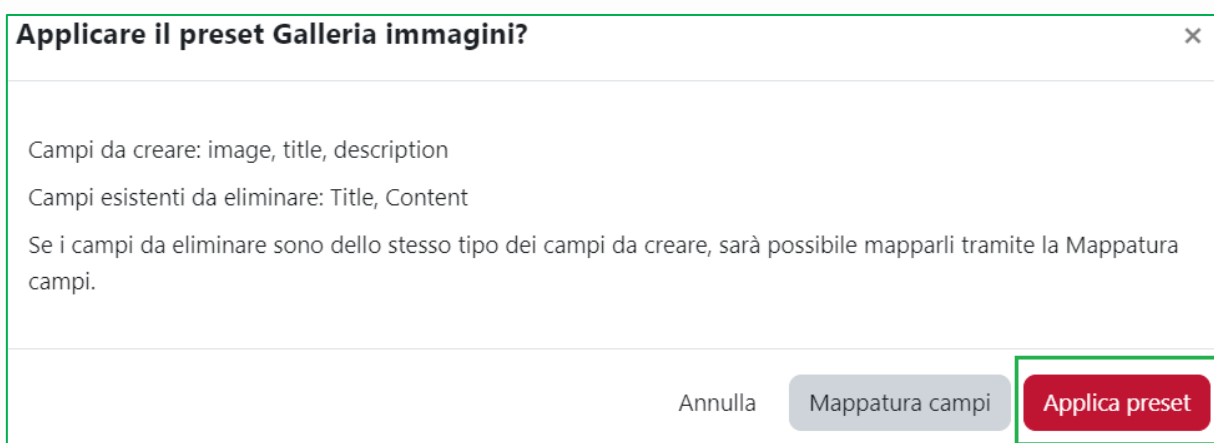 Applicare il preset Galleria immagini?
×
Campi da creare: image, title, description
Campi esistenti da eliminare: Title, Content
Se i campi da eliminare sono dello stesso tipo dei campi da creare, sarà possibile mapparli tramite la Mappatura
campi.
Annulla Mappatura campi Applica preset